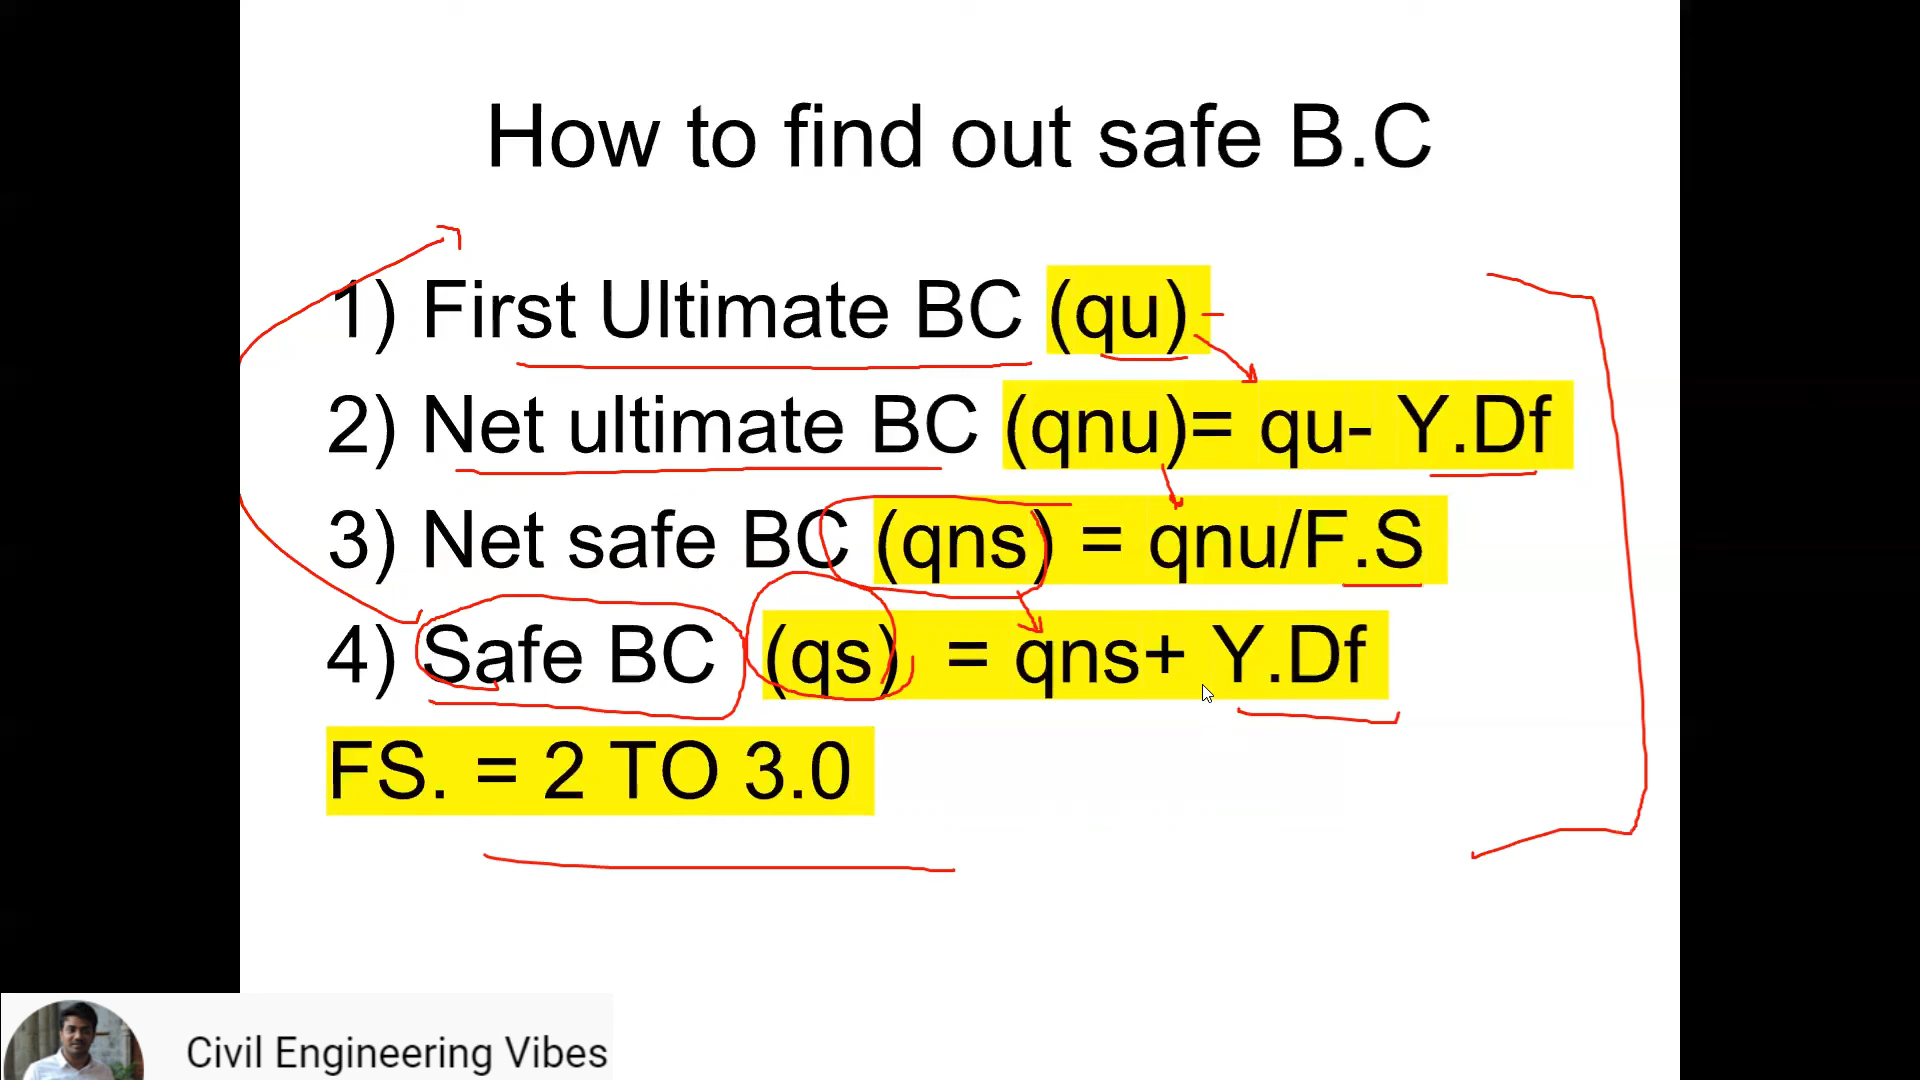 How to find out safe B.C
1) First Ultimate BC (qu)
2) Net ultimate BC (qnu)= qu- Y.Df
3) Net safe BC (qns) = qnu/F.S
4) Safe BC (qs) = qns+ Y.Df
FS. = 2 TO 3.0
Civil Engineering Vibes